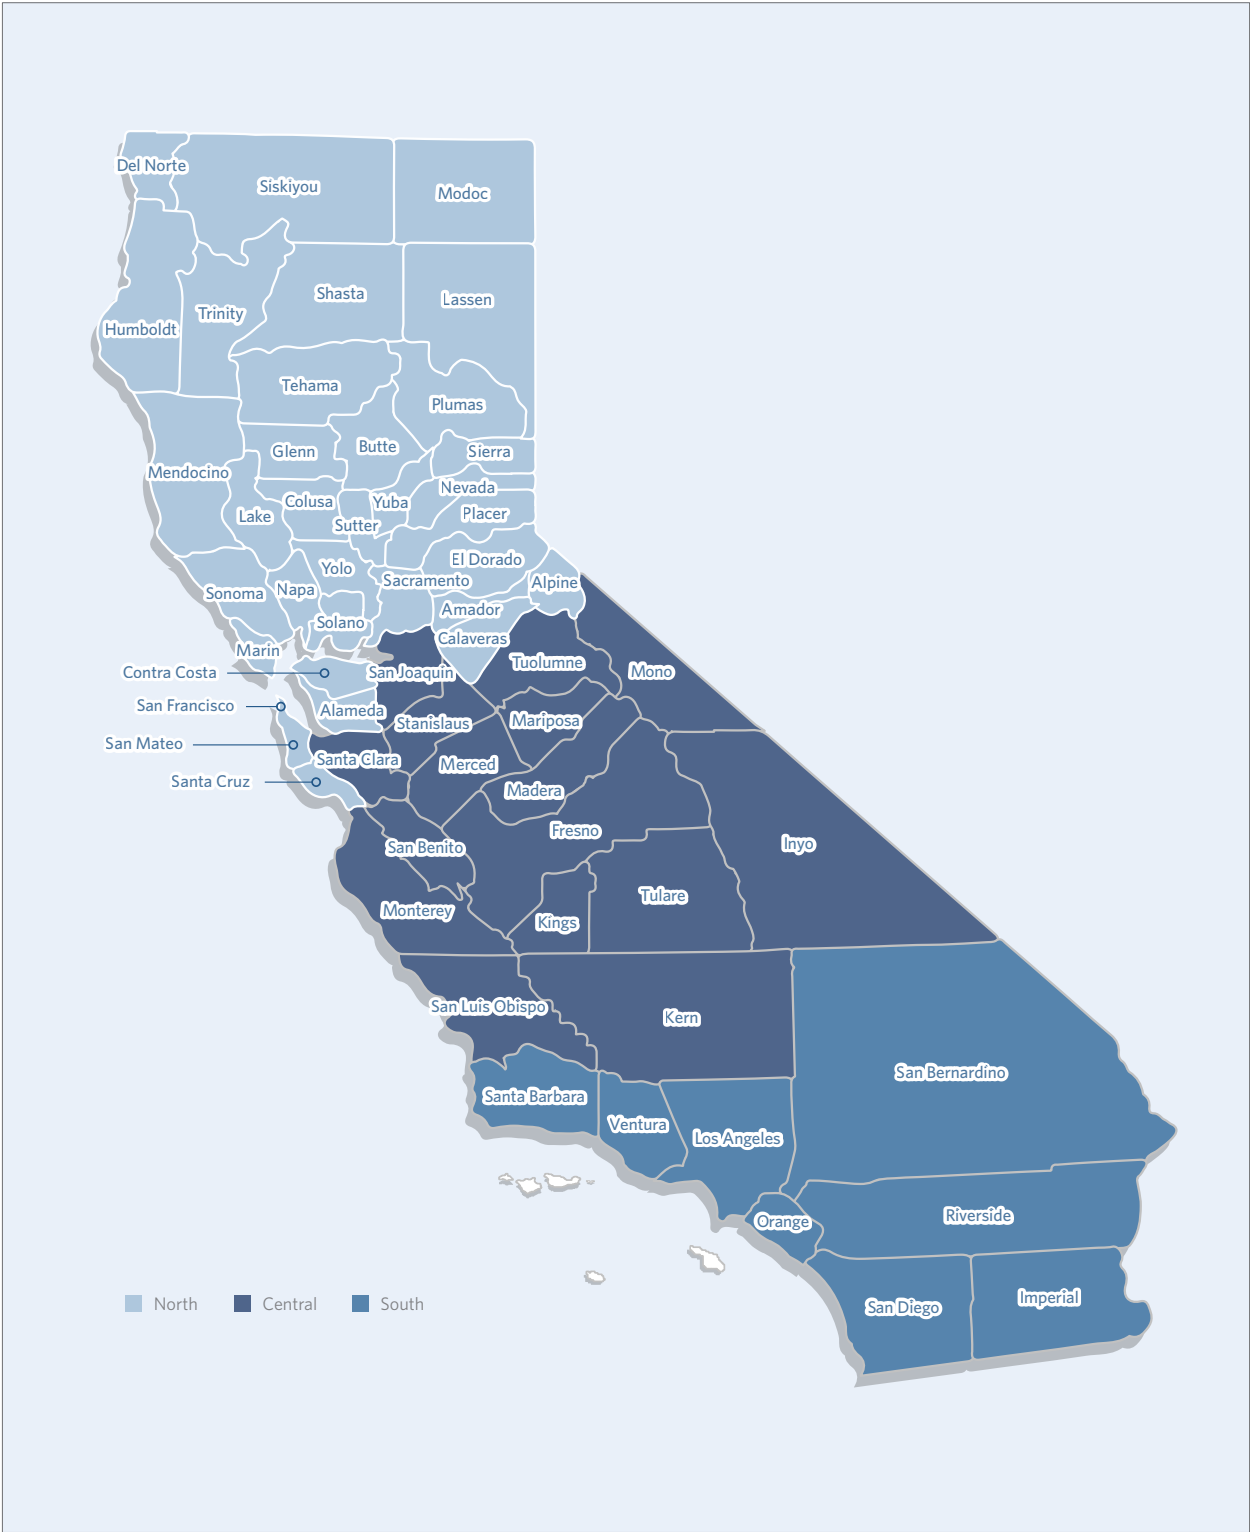 Del Norte
Siskiyou
Modoc
Shasta
Lassen
Trinity
Humboldt
Tehama
Plumas
Butte
Glenn
Sierra
Mendocino
Nevada
Colusa
Yuba
Lake
Placer
Sutter
El Dorado
Yolo
Sacramento
Alpine
Napa
Sonoma
Amador
Solano
Calaveras
Marin
Tuolumne
Contra Costa
San Joaquin
Mono
San Francisco
Alameda
Stanislaus
Mariposa
San Mateo
Santa Clara
Merced
Santa Cruz
Madera
Fresno
Inyo
San Benito
Tulare
Monterey
Kings
San Luis Obispo
Kern
San Bernardino
Santa Barbara
Ventura
Los Angeles
Orange
Riverside
Imperial
San Diego
North Central South